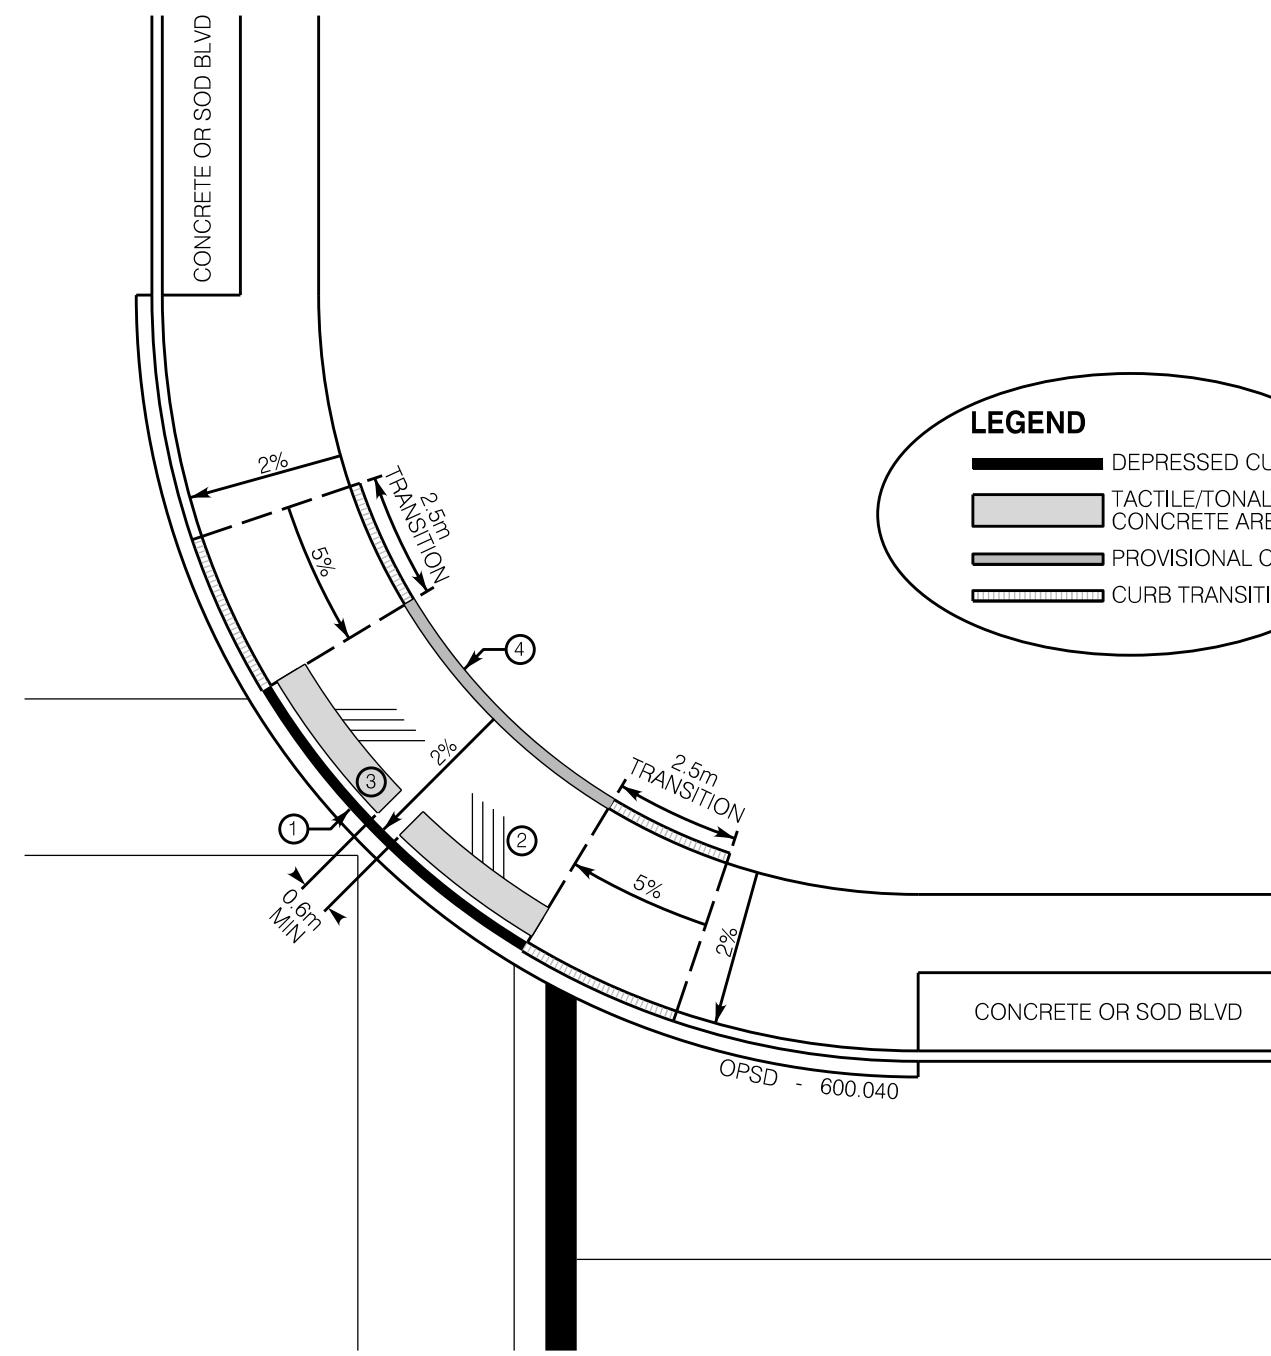 CONCRETE OR SOD BLVD
LEGEND
DEPRESSED CU
TACTILE/TONAL
CONCRETE ARE
PROVISIONAL C
CURB TRANSITI
2%
2.5m
TRANSITION
5%
4
2%
3
1
2
0.6m
MIN
2.5m
TRANSITION
5%
2%
CONCRETE OR SOD BLVD
OPSD - 600.040